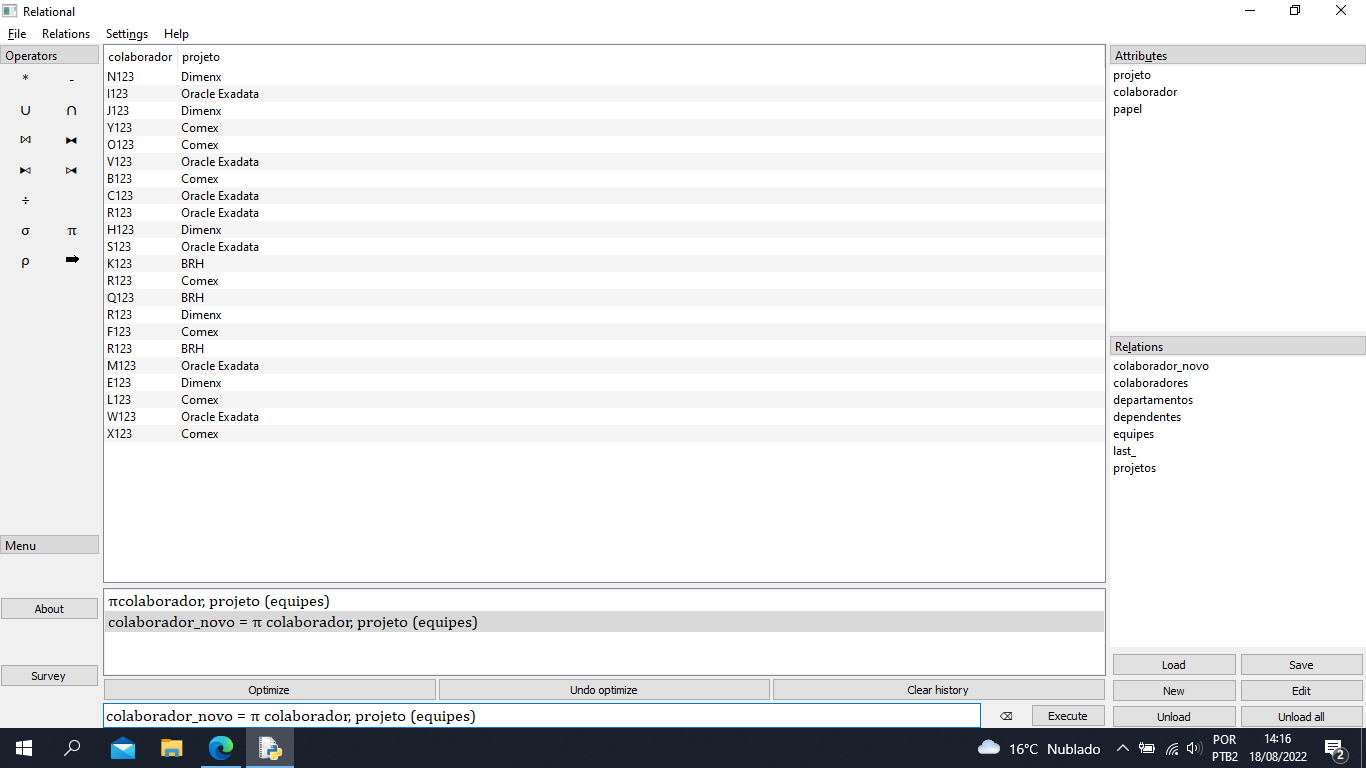 Relational
File Relations Settings Help
Operators
* -
∪ ∩
⋈ ⧓
⧑ ⧒
÷
σ π
ρ ➡
Menu
About
Survey
colaborador projeto
N123 Dimenx
I123 Oracle Exadata
J123 Dimenx
Y123 Comex
O123 Comex
V123 Oracle Exadata
B123 Comex
C123 Oracle Exadata
R123 Oracle Exadata
H123 Dimenx
S123 Oracle Exadata
K123 BRH
R123 Comex
Q123 BRH
R123 Dimenx
F123 Comex
R123 BRH
M123 Oracle Exadata
E123 Dimenx
L123 Comex
W123 Oracle Exadata
X123 Comex
πcolaborador, projeto (equipes)
colaborador_novo = π colaborador, projeto (equipes)
Optimize Undo optimize Clear history
colaborador_novo = π colaborador, projeto (equipes) ⌫ Execute
Attributes
projeto
colaborador
papel
Relations
colaborador_novo
colaboradores
departamentos
dependentes
equipes
last_
projetos
Load Save
New Edit
Unload Unload all
16°C Nublado
POR
PTB2
14:16
18/08/2022
2